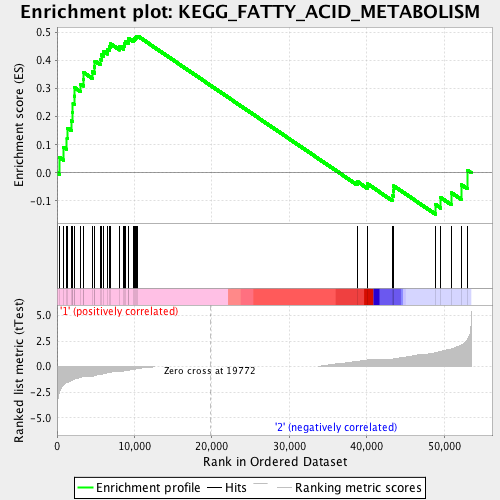 Enrichment plot: KEGG_FATTY_ACID_METABOLISM
Enrichment score (ES)
0.5
0.4
0.3
0.2
0.1
0.0
-0.1
'1' (positively correlated)
Ranked list metric (tTest)
5.0
2.5
0.0
-2.5
-5.0
Zero cross at 19772
'2' (negatively correlated)
0 10,000 20,000 30,000 40,000 50,000
Rank in Ordered Dataset
Enrichment profile Hits Ranking metric scores